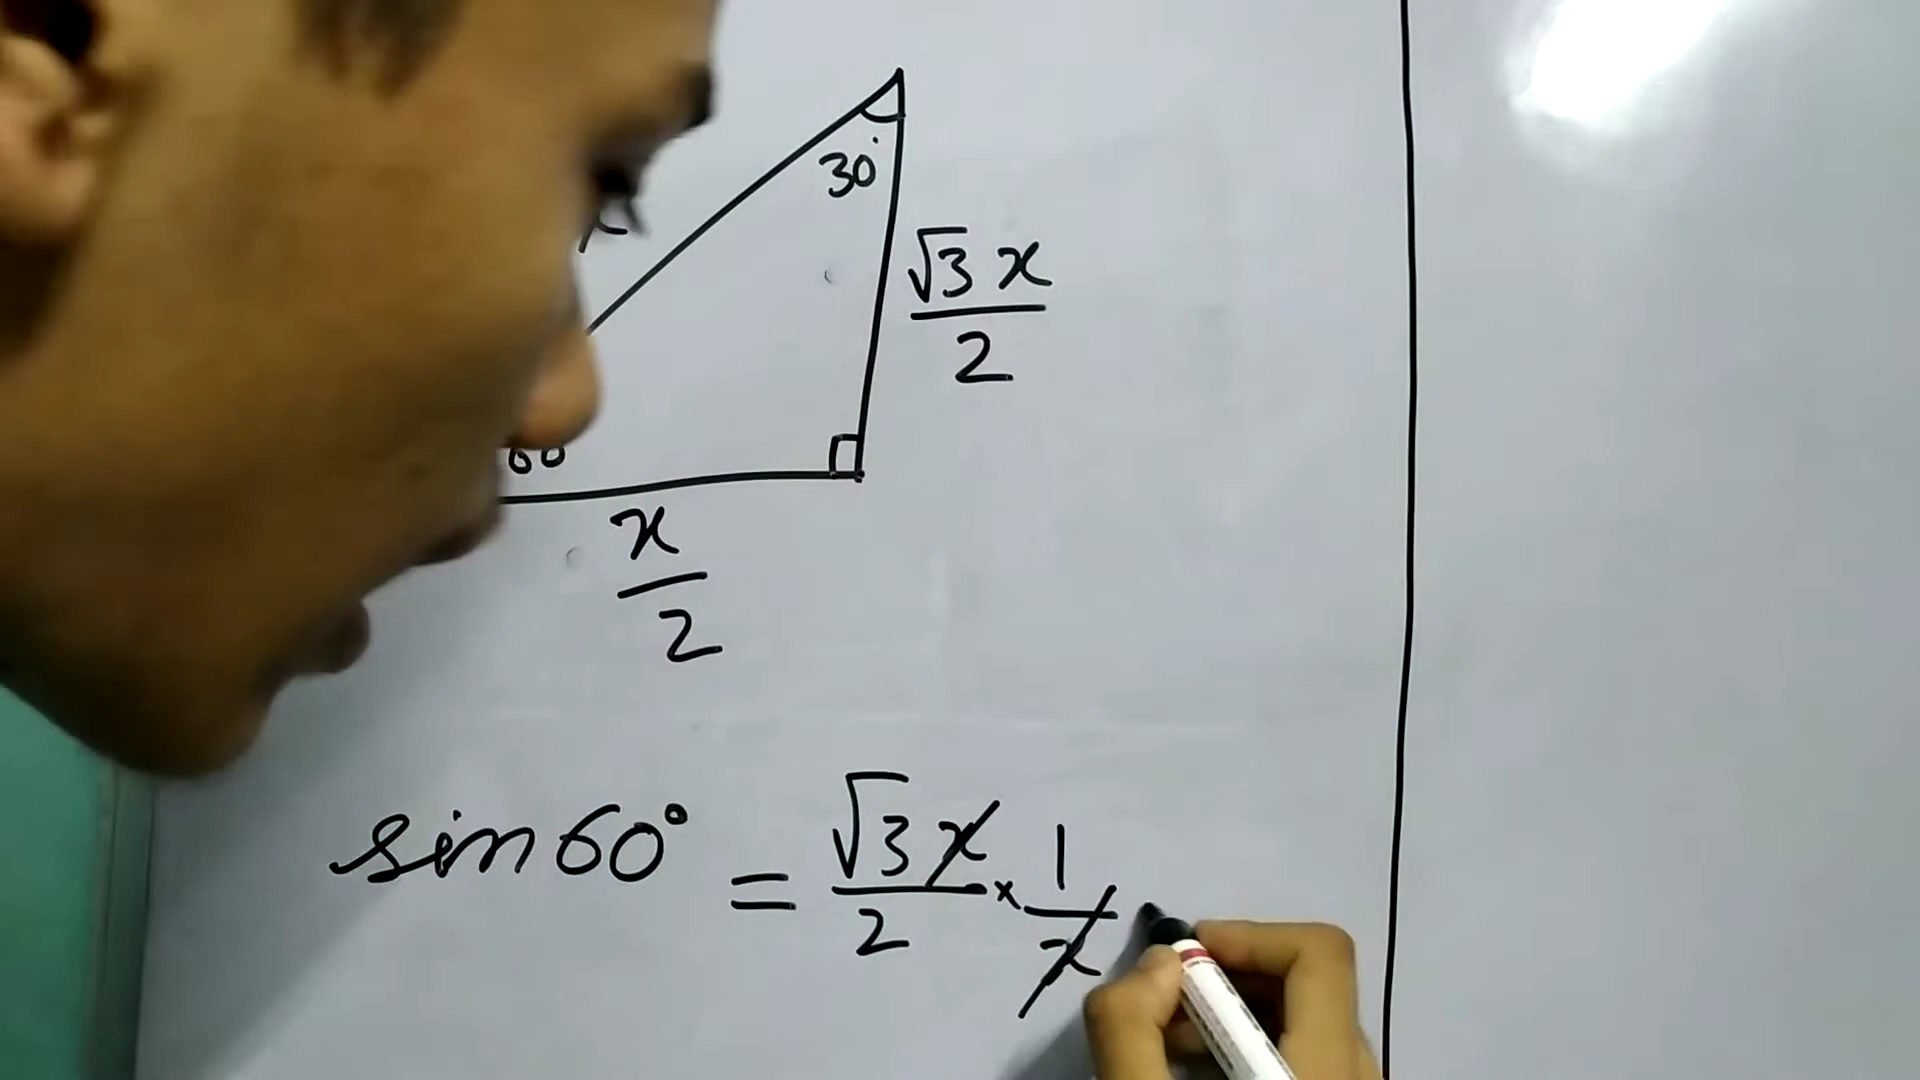 30°
x
√3 x / 2
60
x / 2
sin 60° = √3 x / 2 × 1 / x